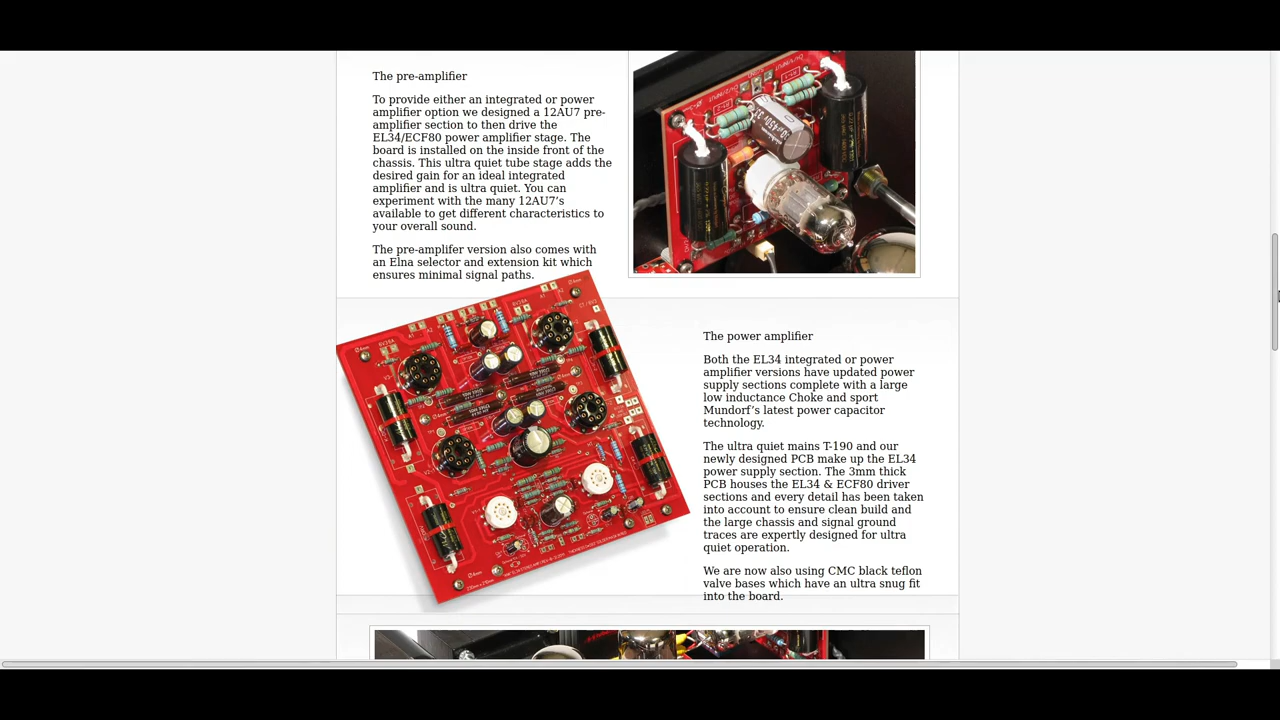 The pre-amplifier
To provide either an integrated or power
amplifier option we designed a 12AU7 pre-
amplifier section to then drive the
EL34/ECF80 power amplifier stage. The
board is installed on the inside front of the
chassis. This ultra quiet tube stage adds the
desired gain for an ideal integrated
amplifier and is ultra quiet. You can
experiment with the many 12AU7’s
available to get different characteristics to
your overall sound.
The pre-amplifer version also comes with
an Elna selector and extension kit which
ensures minimal signal paths.
The power amplifier
Both the EL34 integrated or power
amplifier versions have updated power
supply sections complete with a large
low inductance Choke and sport
Mundorf’s latest power capacitor
technology.
The ultra quiet mains T-190 and our
newly designed PCB make up the EL34
power supply section. The 3mm thick
PCB houses the EL34 & ECF80 driver
sections and every detail has been taken
into account to ensure clean build and
the large chassis and signal ground
traces are expertly designed for ultra
quiet operation.
We are now also using CMC black teflon
valve bases which have an ultra snug fit
into the board.